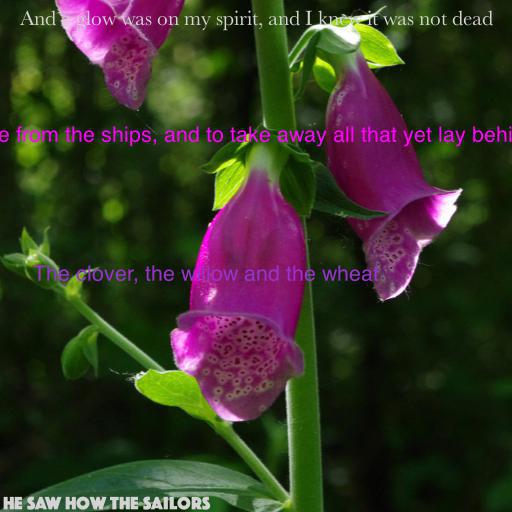 And a glow was on my spirit, and I knew it was not dead
e from the ships, and to take away all that yet lay behi
The clover, the willow and the wheat."
HE SAW HOW THE SAILORS